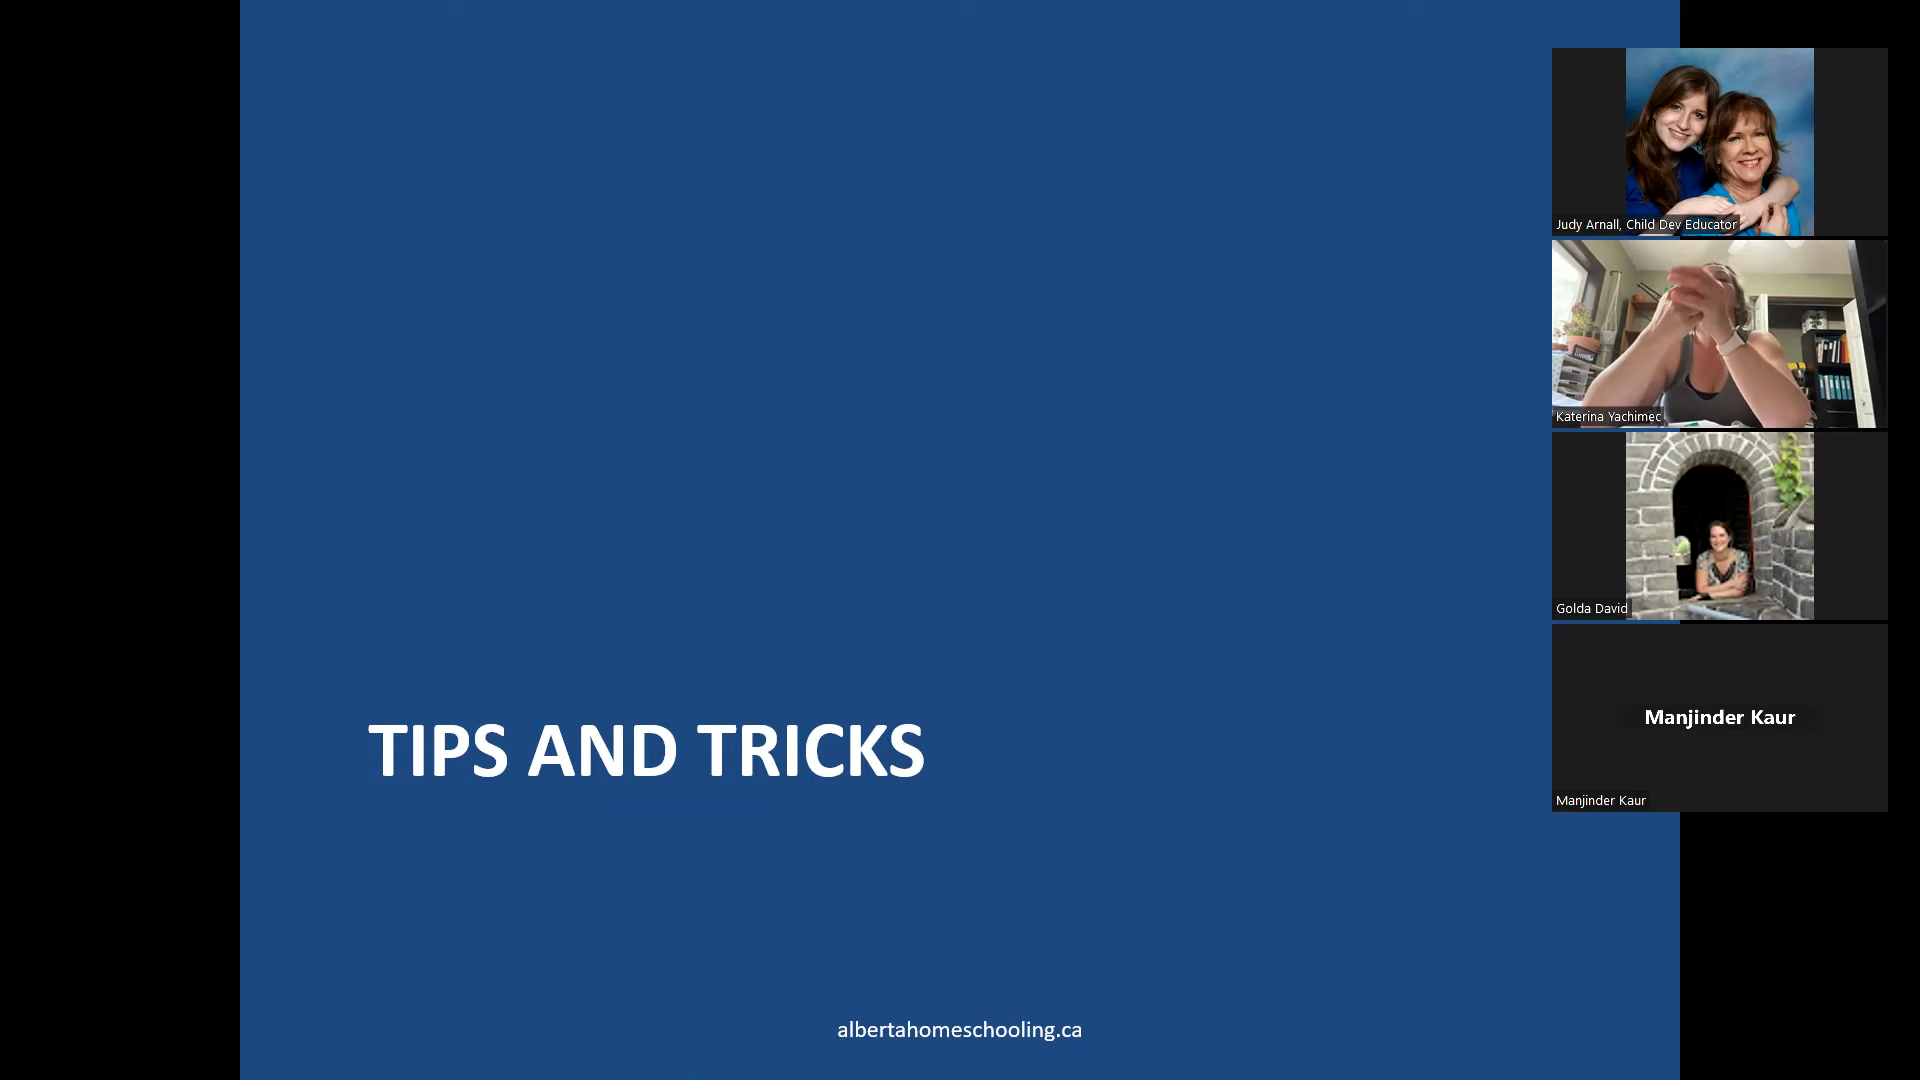 Judy Arnall, Child Dev Educator
Katerina Yachimec
Golda David
Manjinder Kaur
Manjinder Kaur
TIPS AND TRICKS
albertahomeschooling.ca